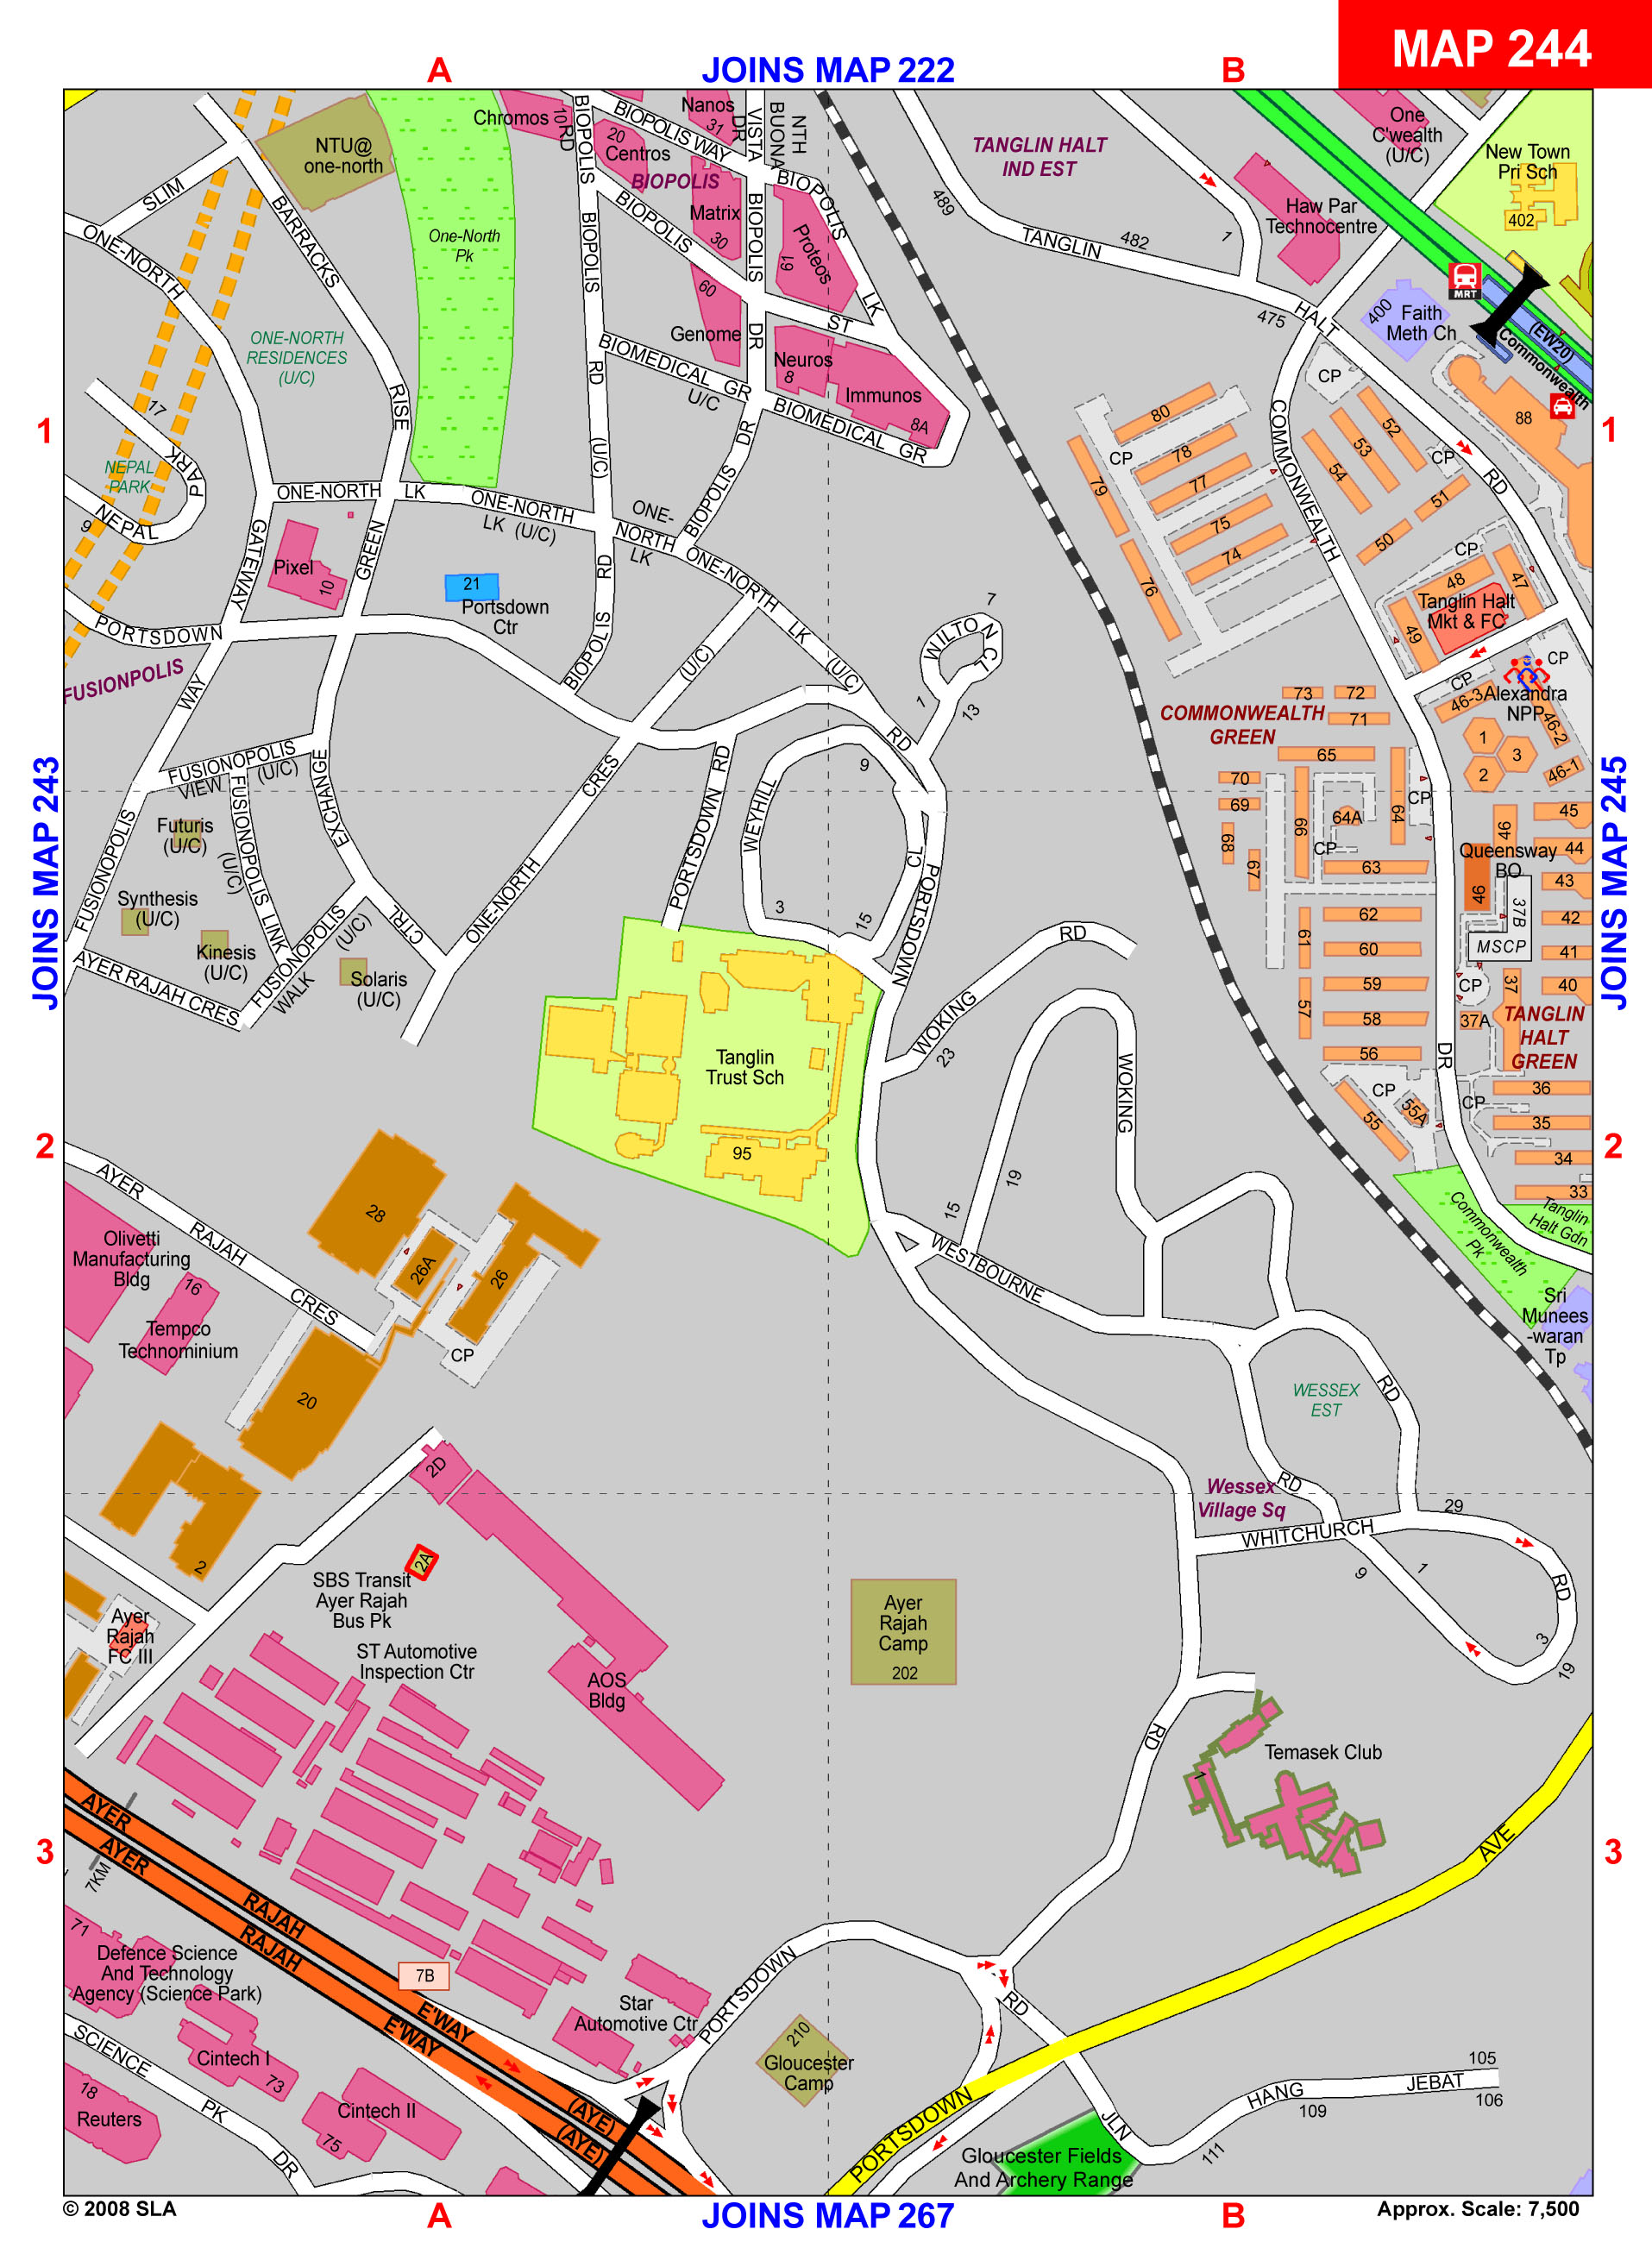 MAP 244
A
JOINS MAP 222
B
Chromos
10
BIOPOLIS
RD
BIOPOLIS WAY
20
Centros
BIOPOLIS
Nanos
31
DR
VISTA
NTH
BUONA
TANGLIN HALT
IND EST
One
C'wealth
(U/C)
New Town
Pri Sch
402
NTU@
one-north
SLIM
BARRACKS
ONE-NORTH
One-North
Pk
BIOPOLIS
BIOPOLIS
Matrix
30
BIOPOLIS
BIOPOLIS
Proteos
61
LK
489
TANGLIN
482
1
Haw Par
Technocentre
HALT
475
MRT
400
Faith
Meth Ch
(EW20)
Commonwealth
ONE-NORTH
RESIDENCES
(U/C)
RISE
60
Genome
ST
DR
RD
BIOMEDICAL GR
U/C
Neuros
8
Immunos
8A
BIOMEDICAL GR
CP
COMMONWEALTH
52
53
54
CP
51
50
88
RD
1
17
PARK
NEPAL
PARK
NEPAL
9
ONE-NORTH
LK
ONE-NORTH
LK (U/C)
(U/C)
BIOPOLIS
DR
ONE-
NORTH
LK
ONE-NORTH
LK
(U/C)
RD
80
CP
78
79
77
75
74
76
1
GATEWAY
GREEN
Pixel
10
21
Portsdown
Ctr
RD
BIOPOLIS
PORTSDOWN
FUSIONPOLIS
WAY
(U/C)
WILTON CL
7
1
13
CP
48
47
Tanglin Halt
Mkt & FC
49
CP
CP
46-3
Alexandra
NPP
46-2
46-1
1
2
3
COMMONWEALTH
GREEN
73
72
71
65
70
69
68
67
66
64A
CP
64
CP
63
JOINS MAP 243
JOINS MAP 245
FUSIONOPOLIS
VIEW
(U/C)
FUSIONOPOLIS LINK
(U/C)
EXCHANGE
CTRL
FUSIONOPOLIS
Futuris
(U/C)
Synthesis
(U/C)
Kinesis
(U/C)
FUSIONOPOLIS
WALK
(U/C)
Solaris
(U/C)
AYER RAJAH CRES
ONE-NORTH
CRES
PORTSDOWN RD
WEYHILL
CL
9
3
15
PORTSDOWN
46
45
44
43
42
41
40
Queensway
BO
46
37B
MSCP
CP
37
37A
TANGLIN
HALT
GREEN
62
61
60
59
57
58
56
DR
CP
55A
55
CP
36
35
34
33
Tanglin
Trust Sch
95
WOKING
RD
23
WOKING
19
15
WESTBOURNE
RD
Commonwealth
Pk
Tanglin
Halt Gdn
Sri
Munees
-waran
Tp
2
2
AYER
RAJAH
CRES
28
26A
26
CP
Olivetti
Manufacturing
Bldg
16
Tempco
Technominium
20
2
WESSEX
EST
Wessex
Village Sq
RD
WHITCHURCH
29
RD
1
9
3
19
2D
2A
SBS Transit
Ayer Rajah
Bus Pk
ST Automotive
Inspection Ctr
AOS
Bldg
Ayer
Rajah
FC III
Ayer
Rajah
Camp
202
RD
Temasek Club
1
3
3
AYER
AYER
7KM
RAJAH
RAJAH
E'WAY
E'WAY
(AYE)
(AYE)
71
Defence Science
And Technology
Agency (Science Park)
7B
Cintech I
73
SCIENCE
PK
DR
18
Reuters
Cintech II
75
Star
Automotive Ctr
PORTSDOWN
RD
210
Gloucester
Camp
PORTSDOWN
AVE
Gloucester Fields
And Archery Range
JLN
HANG
JEBAT
105
106
109
111
© 2008 SLA
A
JOINS MAP 267
B
Approx. Scale: 7,500